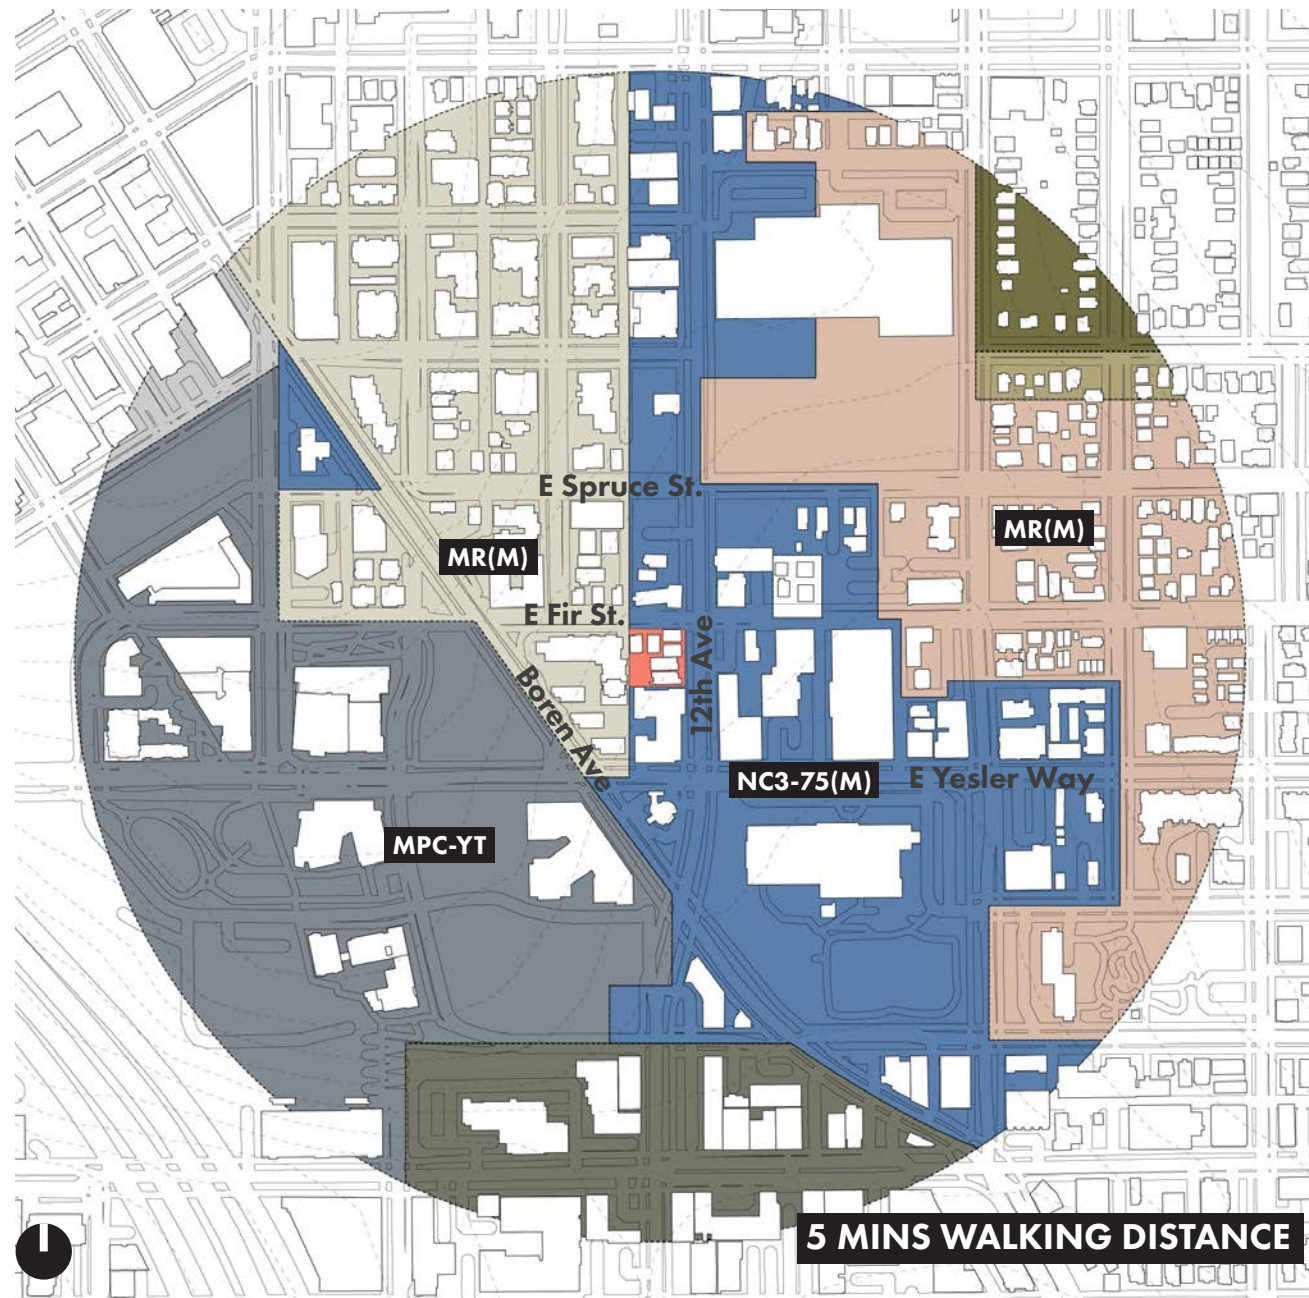 E Spruce St.
MR(M)
MR(M)
E Fir St.
12th Ave
Boren Ave
NC3-75(M)
E Yesler Way
MPC-YT
5 MINS WALKING DISTANCE